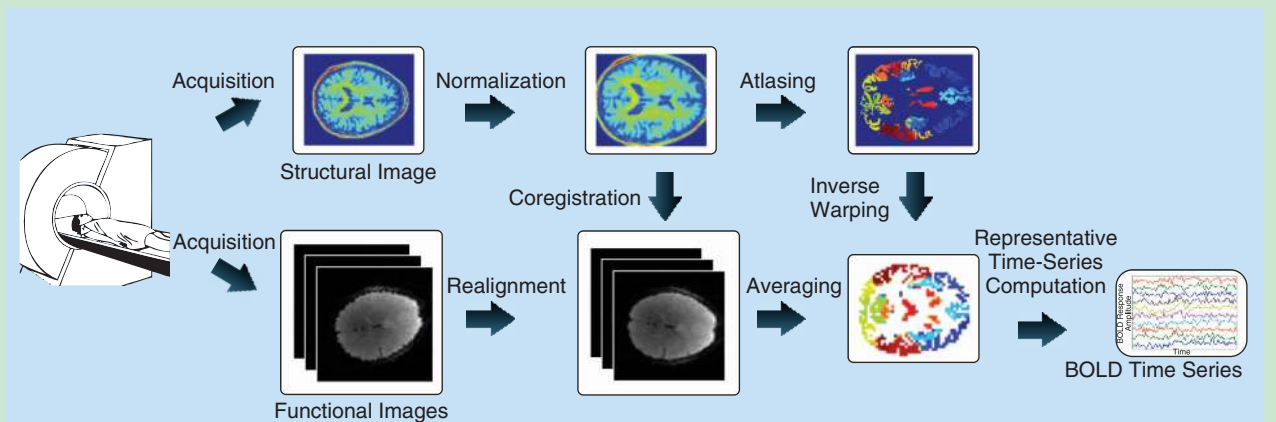 Acquisition
Normalization
Atlasing
Structural Image
Coregistration
Inverse
Warping
Acquisition
Realignment
Averaging
Representative
Time-Series
Computation
BOLD Response
Amplitude
Time
BOLD Time Series
Functional Images